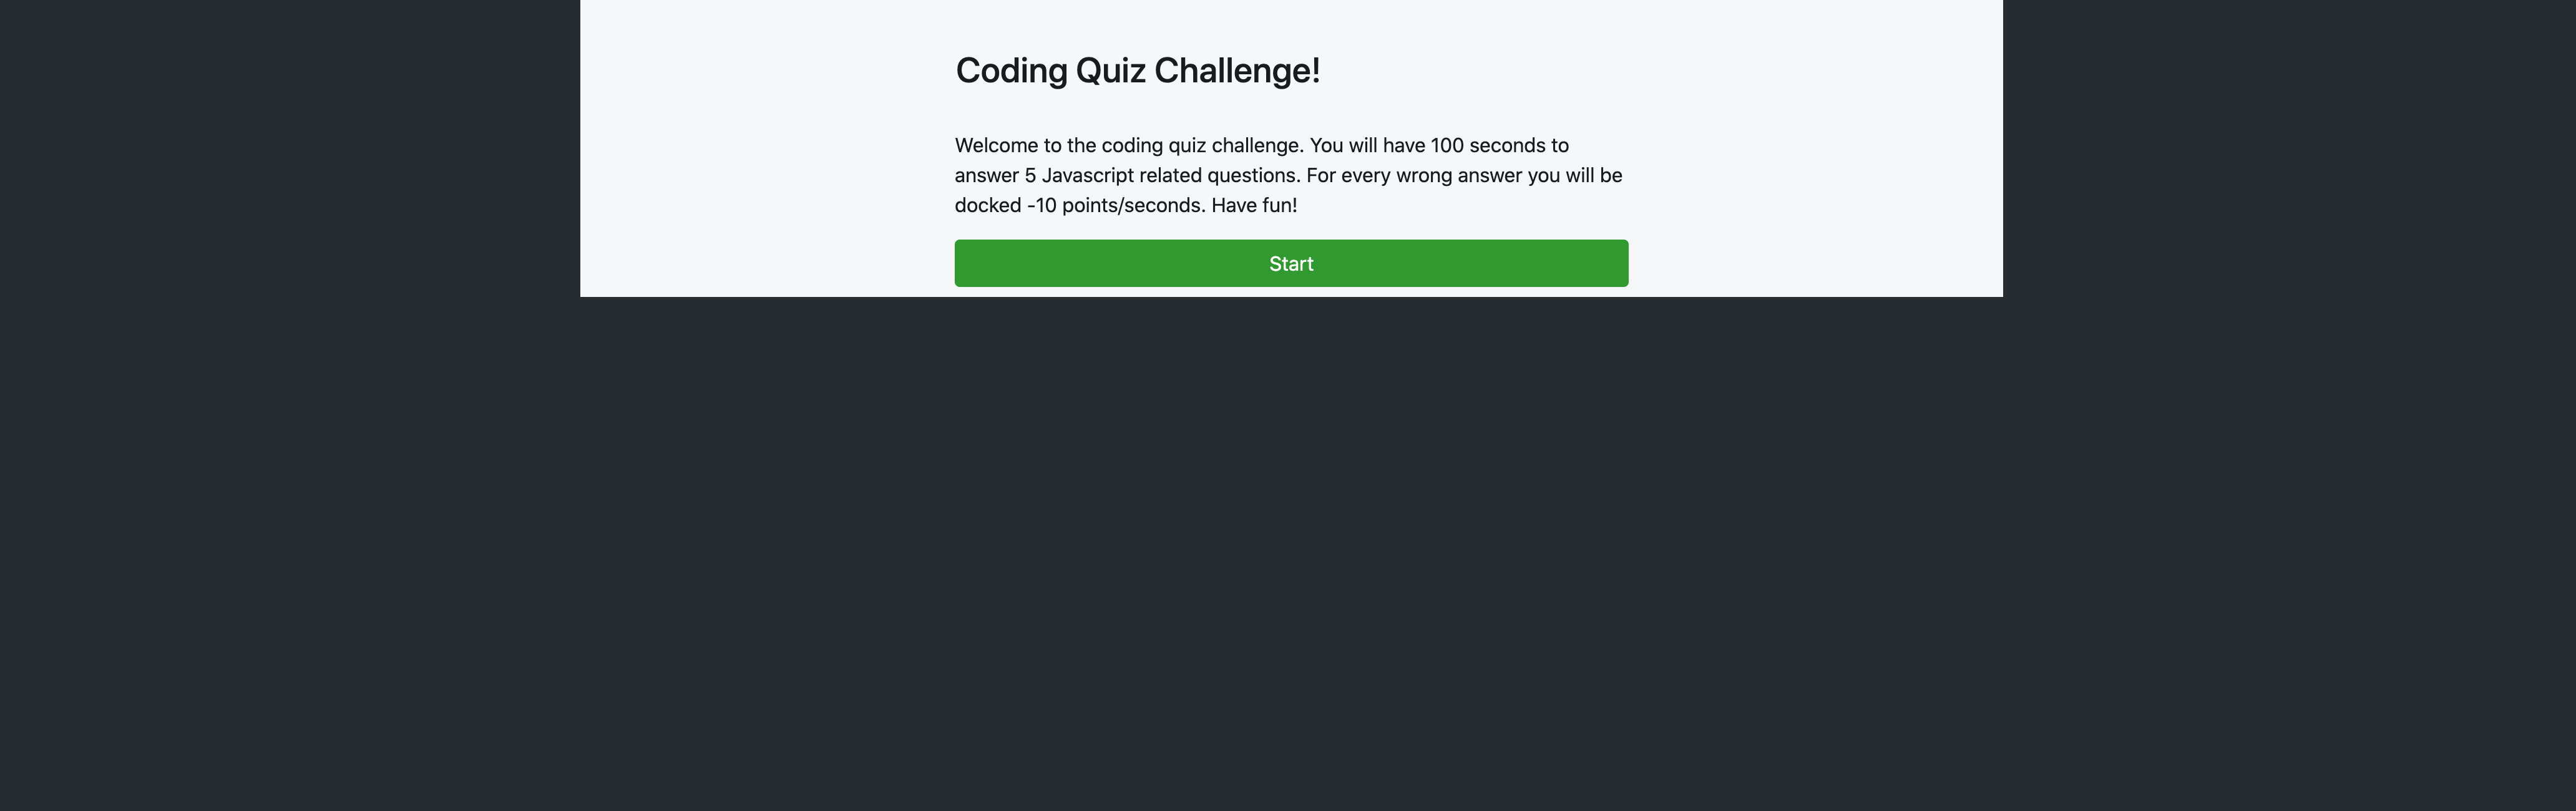 Coding Quiz Challenge!
Welcome to the coding quiz challenge. You will have 100 seconds to
answer 5 Javascript related questions. For every wrong answer you will be
docked -10 points/seconds. Have fun!
Start